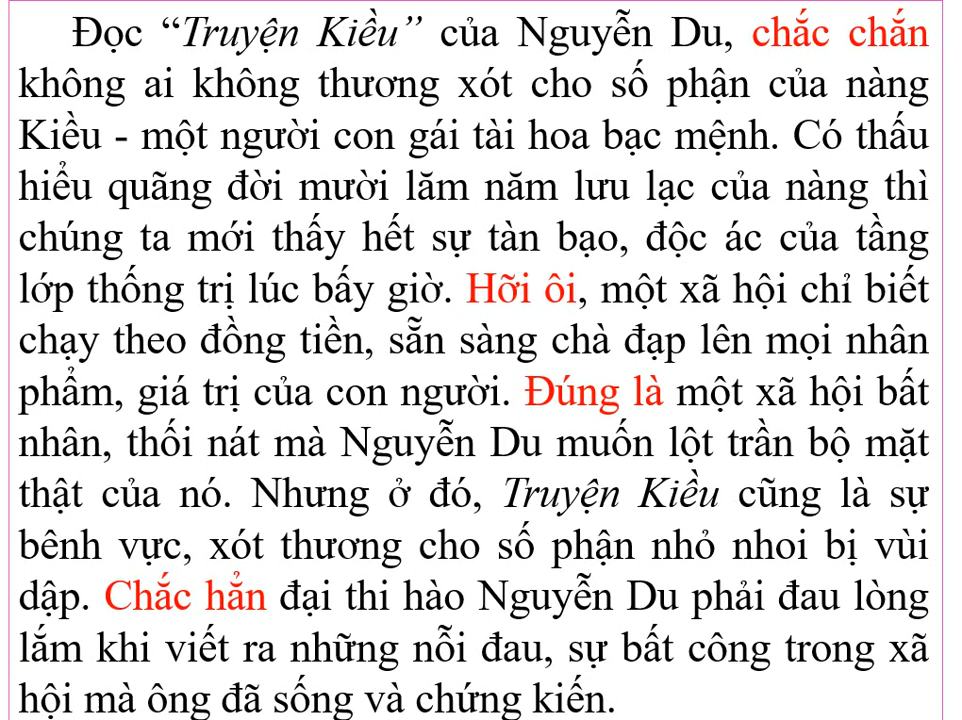 Đọc “Truyện Kiều” của Nguyễn Du, chắc chắn
không ai không thương xót cho số phận của nàng
Kiều - một người con gái tài hoa bạc mệnh. Có thấu
hiểu quãng đời mười lăm năm lưu lạc của nàng thì
chúng ta mới thấy hết sự tàn bạo, độc ác của tầng
lớp thống trị lúc bấy giờ. Hỡi ôi, một xã hội chỉ biết
chạy theo đồng tiền, sẵn sàng chà đạp lên mọi nhân
phẩm, giá trị của con người. Đúng là một xã hội bất
nhân, thối nát mà Nguyễn Du muốn lột trần bộ mặt
thật của nó. Nhưng ở đó, Truyện Kiều cũng là sự
bênh vực, xót thương cho số phận nhỏ nhoi bị vùi
dập. Chắc hẳn đại thi hào Nguyễn Du phải đau lòng
lắm khi viết ra những nỗi đau, sự bất công trong xã
hội mà ông đã sống và chứng kiến.